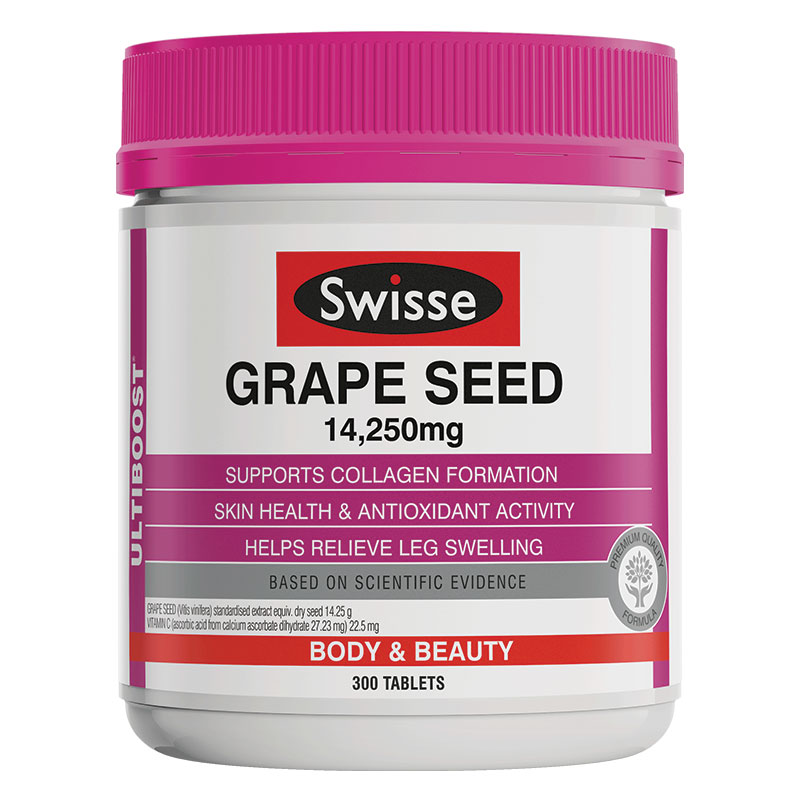 Swisse
GRAPE SEED
14,250mg
SUPPORTS COLLAGEN FORMATION
SKIN HEALTH & ANTIOXIDANT ACTIVITY
HELPS RELIEVE LEG SWELLING
BASED ON SCIENTIFIC EVIDENCE
GRAPE SEED (Vitis vinifera) standardised extract equiv. dry seed 14.25 g
VITAMIN C (ascorbic acid from calcium ascorbate dihydrate 27.23 mg) 22.5 mg
BODY & BEAUTY
300 TABLETS
ULTIBOOST®
PREMIUM QUALITY
FORMULA